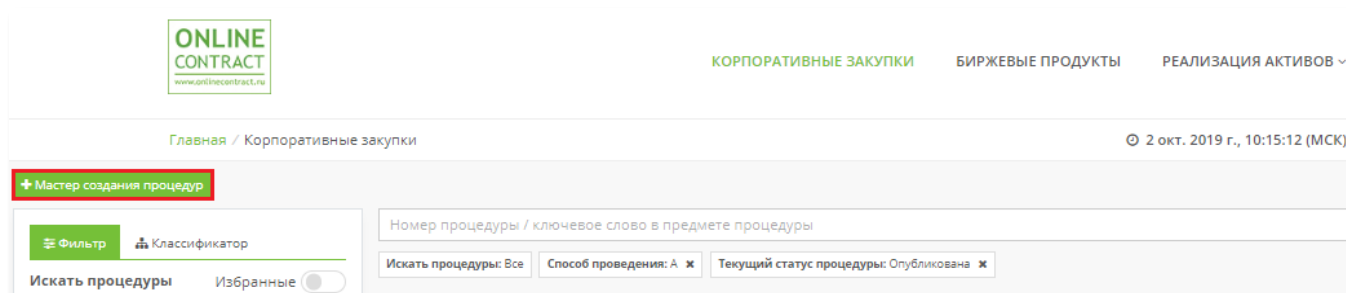 ONLINE
CONTRACT
www.onlinecontract.ru
КОРПОРАТИВНЫЕ ЗАКУПКИ БИРЖЕВЫЕ ПРОДУКТЫ РЕАЛИЗАЦИЯ АКТИВОВ
Главная / Корпоративные закупки 2 окт. 2019 г., 10:15:12 (МСК)
+ Мастер создания процедур
Номер процедуры / ключевое слово в предмете процедуры
Фильтр Классификатор
Искать процедуры: Все Способ проведения: А × Текущий статус процедуры: Опубликована ×
Искать процедуры Избранные